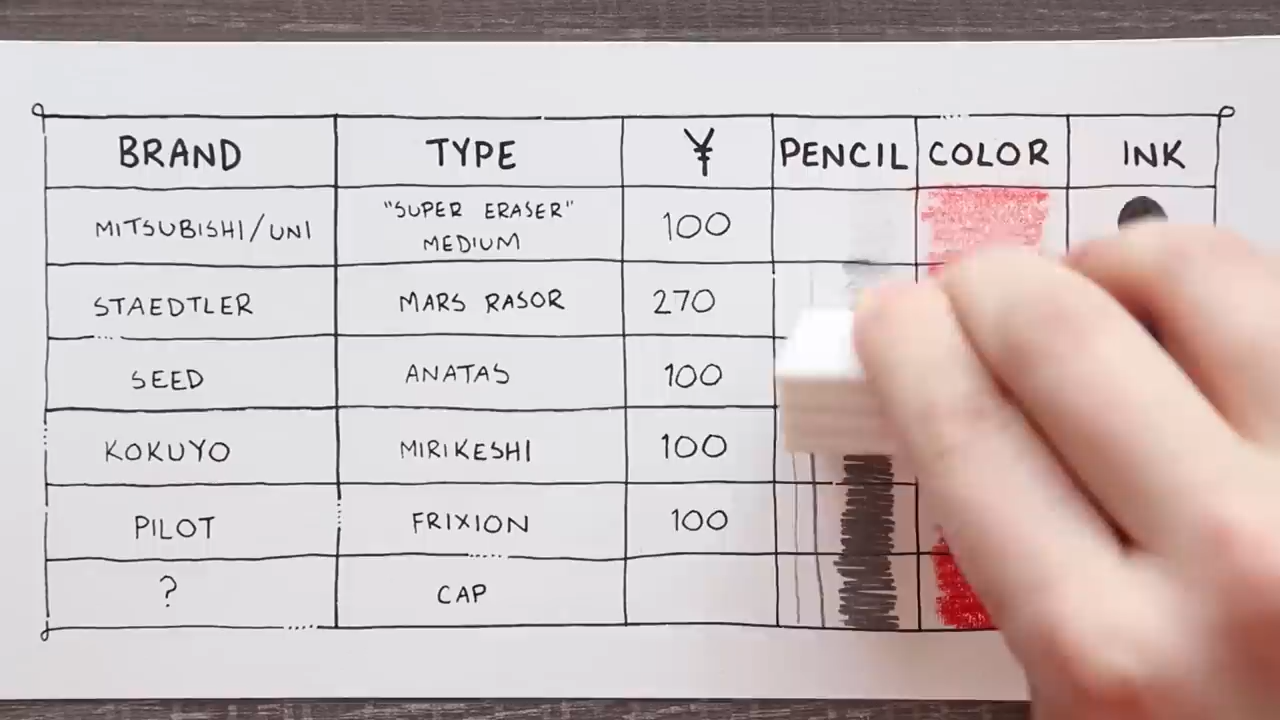 BRAND TYPE ¥ PENCIL COLOR INK
MITSUBISHI/UNI "SUPER ERASER" 100
MEDIUM
STAEDTLER MARS RASOR 270
SEED ANATAS 100
KOKUYO MIRIKESHI 100
PILOT FRIXION 100
? CAP